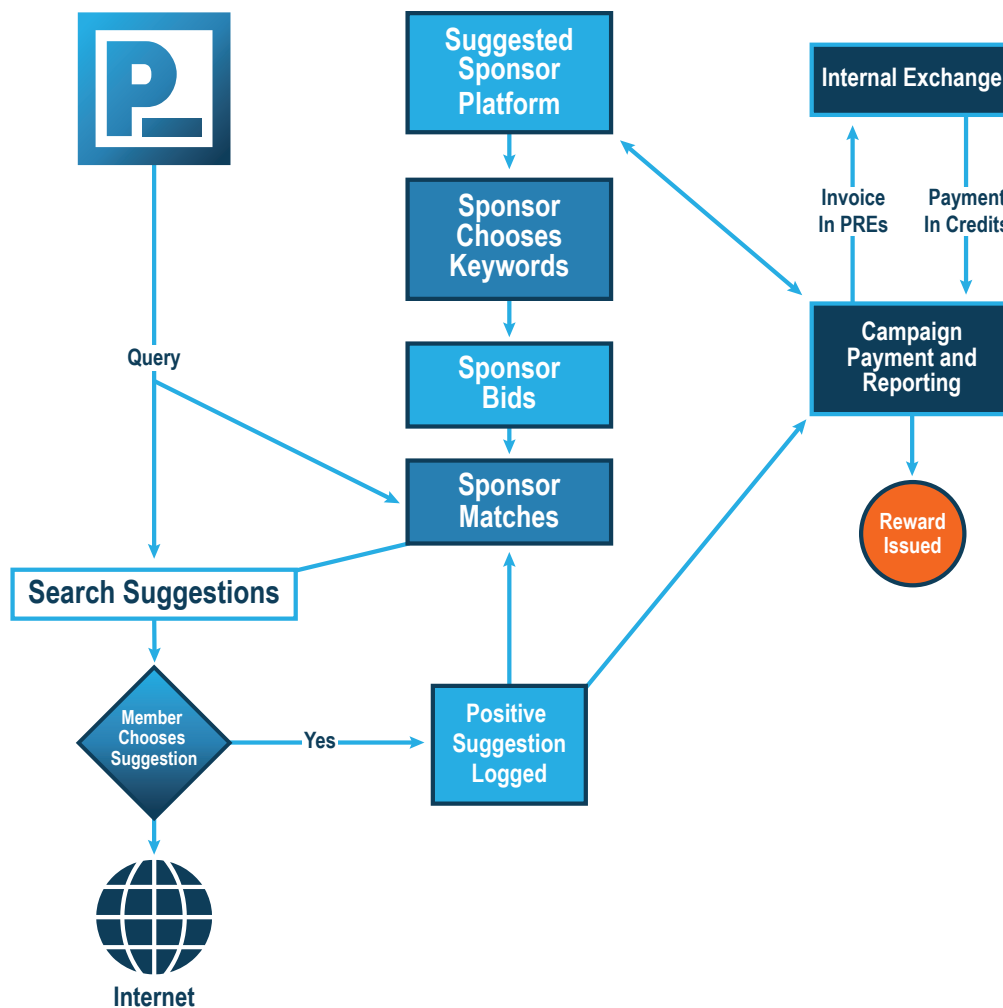 P
Suggested
Sponsor
Platform
Internal Exchange
Sponsor
Chooses
Keywords
Invoice
In PREs
Payment
In Credits
Query
Sponsor
Bids
Campaign
Payment and
Reporting
Sponsor
Matches
Reward
Issued
Search Suggestions
Member
Chooses
Suggestion
Yes
Positive
Suggestion
Logged
Internet